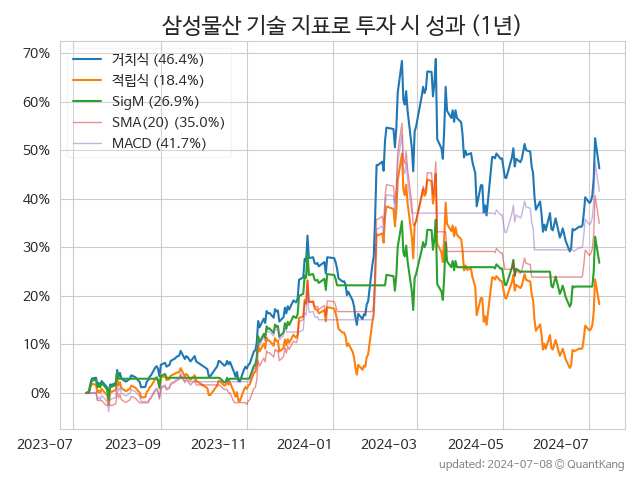 삼성물산 기술 지표로 투자 시 성과 (1년)
거치식 (46.4%)
적립식 (18.4%)
SigM (26.9%)
SMA(20) (35.0%)
MACD (41.7%)
70%
60%
50%
40%
30%
20%
10%
0%
2023-07 2023-09 2023-11 2024-01 2024-03 2024-05 2024-07
updated: 2024-07-08 © QuantKang